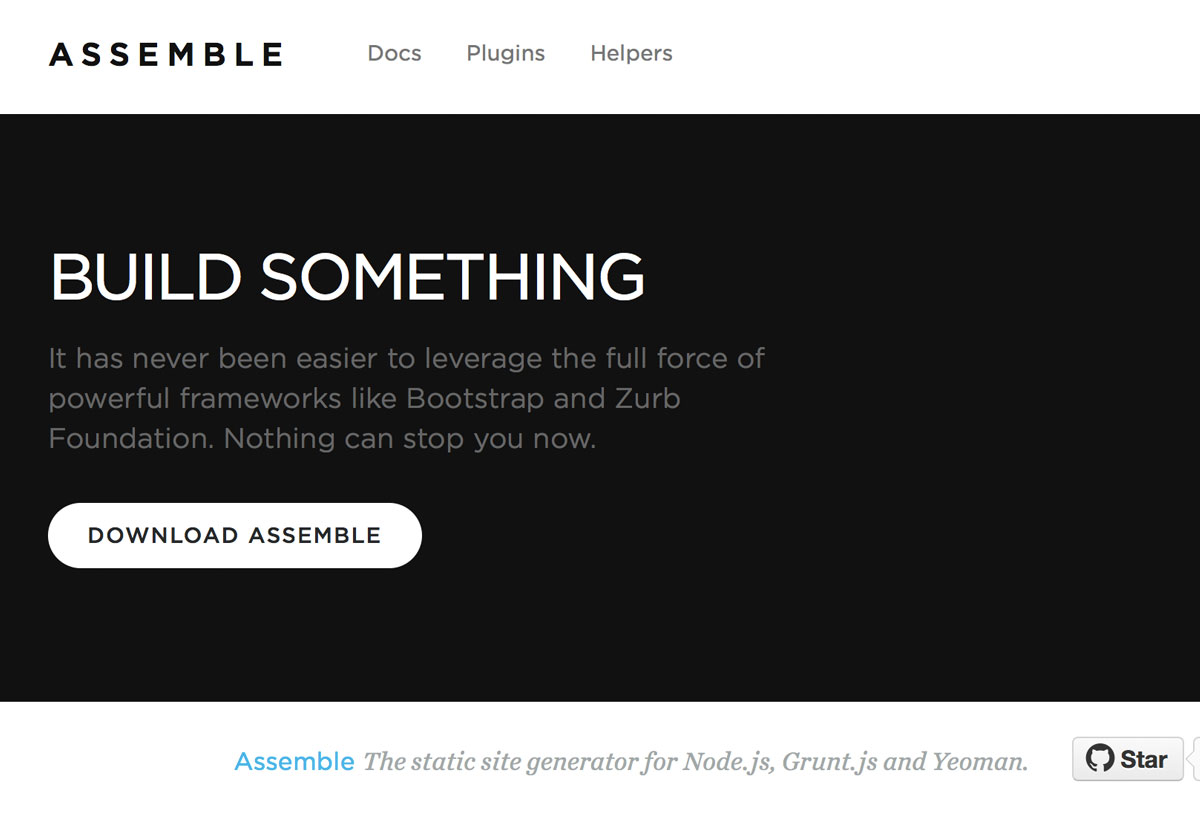 ASSEMBLE Docs Plugins Helpers
BUILD SOMETHING
It has never been easier to leverage the full force of
powerful frameworks like Bootstrap and Zurb
Foundation. Nothing can stop you now.
DOWNLOAD ASSEMBLE
Assemble The static site generator for Node.js, Grunt.js and Yeoman. Star